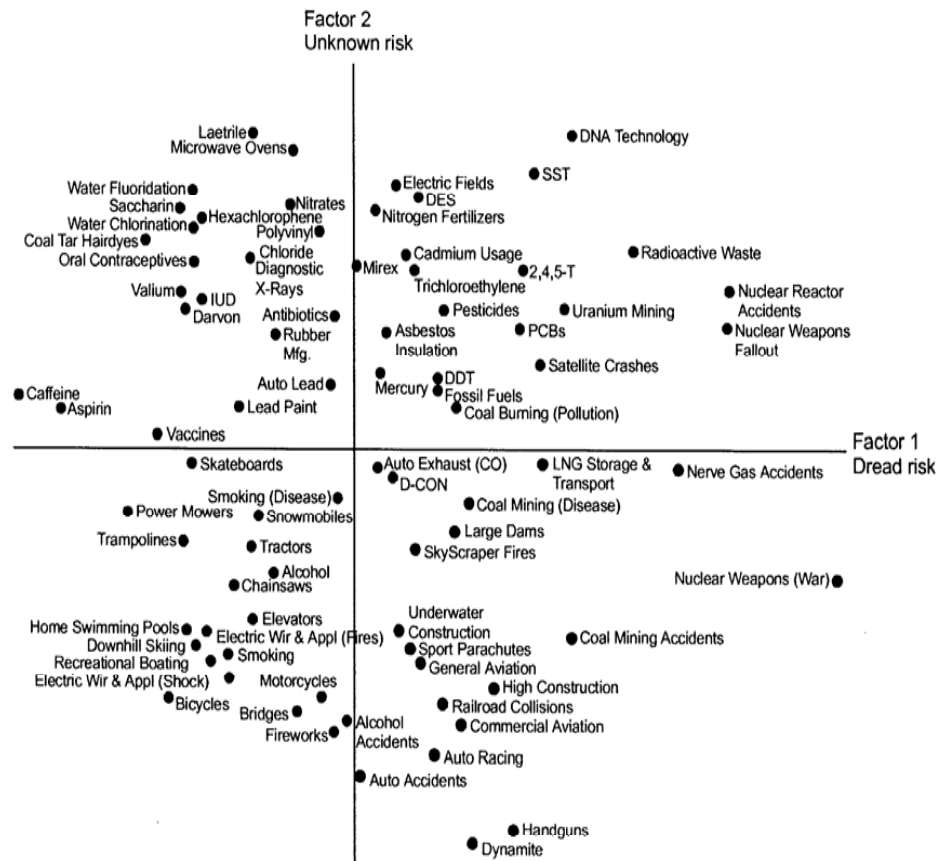 Factor 2
Unknown risk
Laetrile
Microwave Ovens
DNA Technology
SST
Water Fluoridation
Electric Fields
DES
Saccharin
Nitrates
Hexachlorophene
Nitrogen Fertilizers
Water Chlorination
Polyvinyl
Coal Tar Hairdyes
Chloride
Diagnostic
X-Rays
Oral Contraceptives
Mirex
Cadmium Usage
Trichloroethylene
2,4,5-T
Radioactive Waste
Valium
IUD
Darvon
Nuclear Reactor
Accidents
Antibiotics
Pesticides
Uranium Mining
Rubber
Mfg.
Asbestos
Insulation
PCBs
Nuclear Weapons
Fallout
Satellite Crashes
Auto Lead
Mercury
DDT
Fossil Fuels
Caffeine
Aspirin
Lead Paint
Coal Burning (Pollution)
Vaccines
Factor 1
Dread risk
Skateboards
Auto Exhaust (CO)
D-CON
LNG Storage &
Transport
Nerve Gas Accidents
Smoking (Disease)
Power Mowers
Snowmobiles
Coal Mining (Disease)
Large Dams
Trampolines
Tractors
SkyScraper Fires
Alcohol
Chainsaws
Nuclear Weapons (War)
Underwater
Construction
Elevators
Home Swimming Pools
Electric Wir & Appl (Fires)
Coal Mining Accidents
Downhill Skiing
Sport Parachutes
Smoking
Recreational Boating
General Aviation
Electric Wir & Appl (Shock)
Motorcycles
High Construction
Bicycles
Railroad Collisions
Bridges
Alcohol
Accidents
Commercial Aviation
Fireworks
Auto Racing
Auto Accidents
Handguns
Dynamite